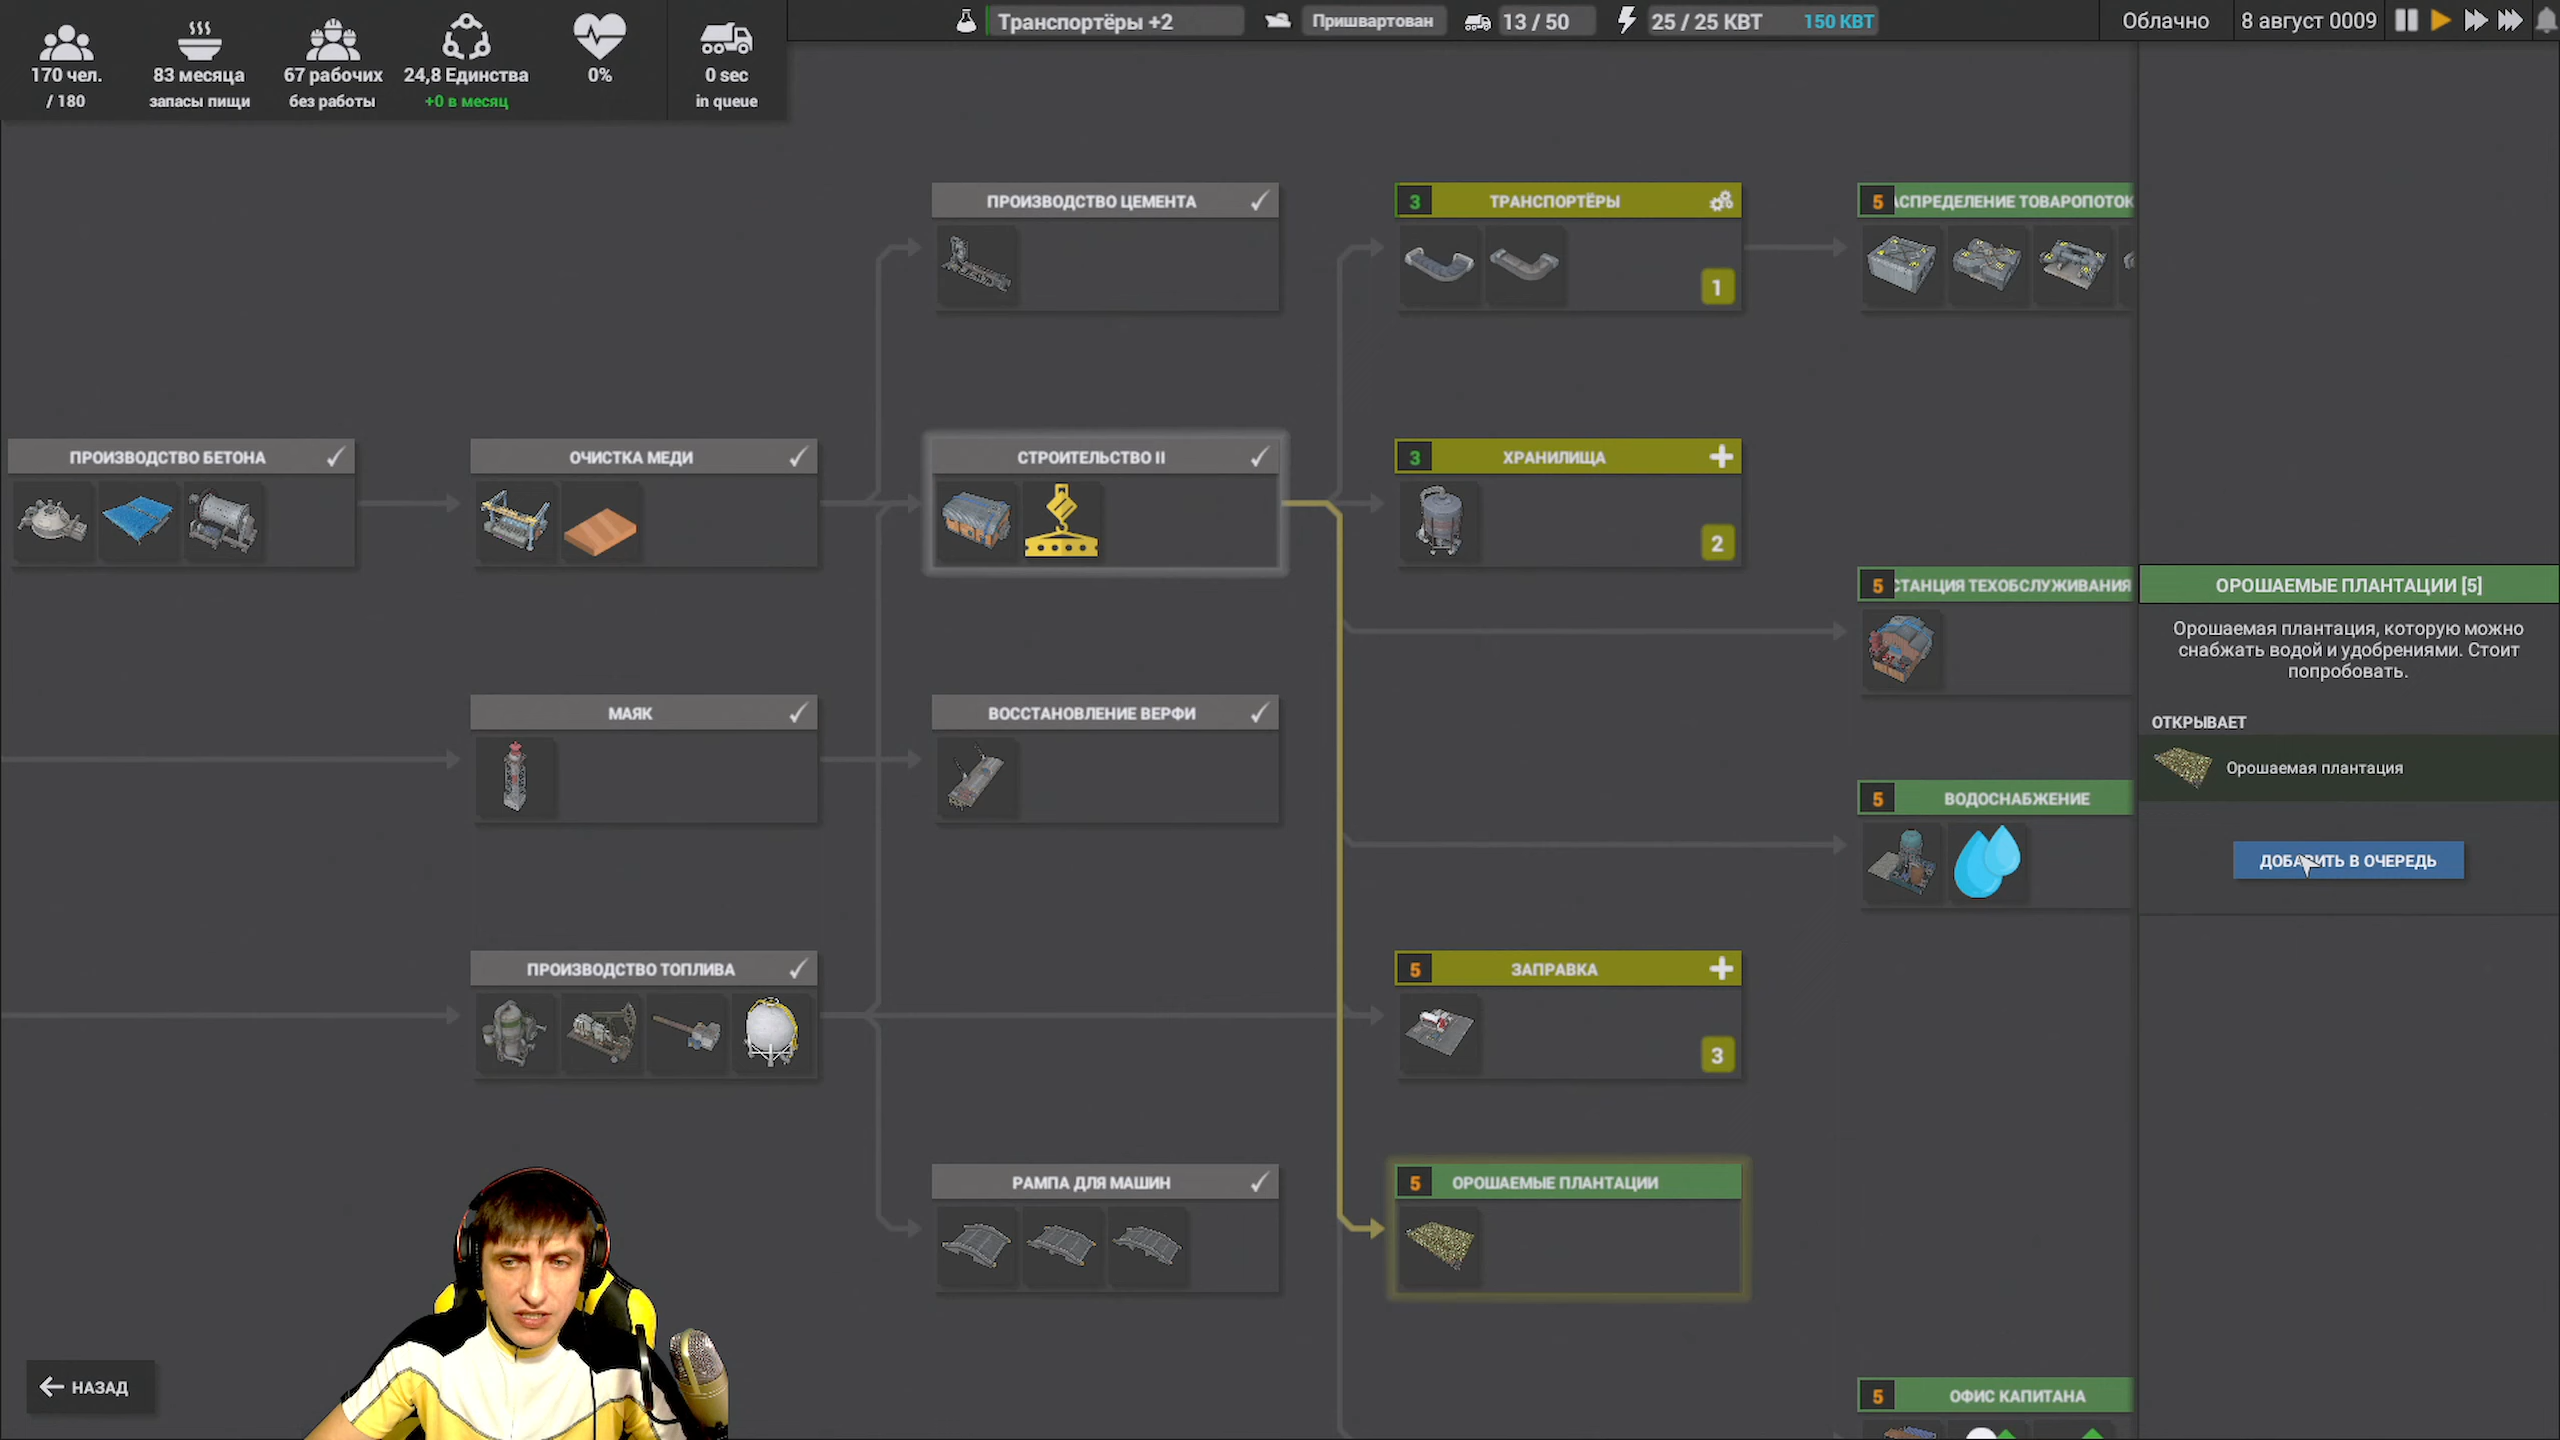 170 чел.
/ 180
83 месяца
запасы пищи
67 рабочих
без работы
24,8 Единства
+0 в месяц
0%
0 sec
in queue
Транспортёры +2
Пришвартован
13 / 50
25 / 25 КВТ
150 КВТ
Облачно
8 август 0009
ПРОИЗВОДСТВО ЦЕМЕНТА
3
ТРАНСПОРТЁРЫ
1
5
АСПРЕДЕЛЕНИЕ ТОВАРОПОТОК
ПРОИЗВОДСТВО БЕТОНА
ОЧИСТКА МЕДИ
СТРОИТЕЛЬСТВО II
3
ХРАНИЛИЩА
2
5
СТАНЦИЯ ТЕХОБСЛУЖИВАНИЯ
ОРОШАЕМЫЕ ПЛАНТАЦИИ [5]
Орошаемая плантация, которую можно
снабжать водой и удобрениями. Стоит
попробовать.
ОТКРЫВАЕТ
Орошаемая плантация
ДОБАВИТЬ В ОЧЕРЕДЬ
МАЯК
ВОССТАНОВЛЕНИЕ ВЕРФИ
5
ВОДОСНАБЖЕНИЕ
ПРОИЗВОДСТВО ТОПЛИВА
5
ЗАПРАВКА
3
РАМПА ДЛЯ МАШИН
5
ОРОШАЕМЫЕ ПЛАНТАЦИИ
5
ОФИС КАПИТАНА
НАЗАД